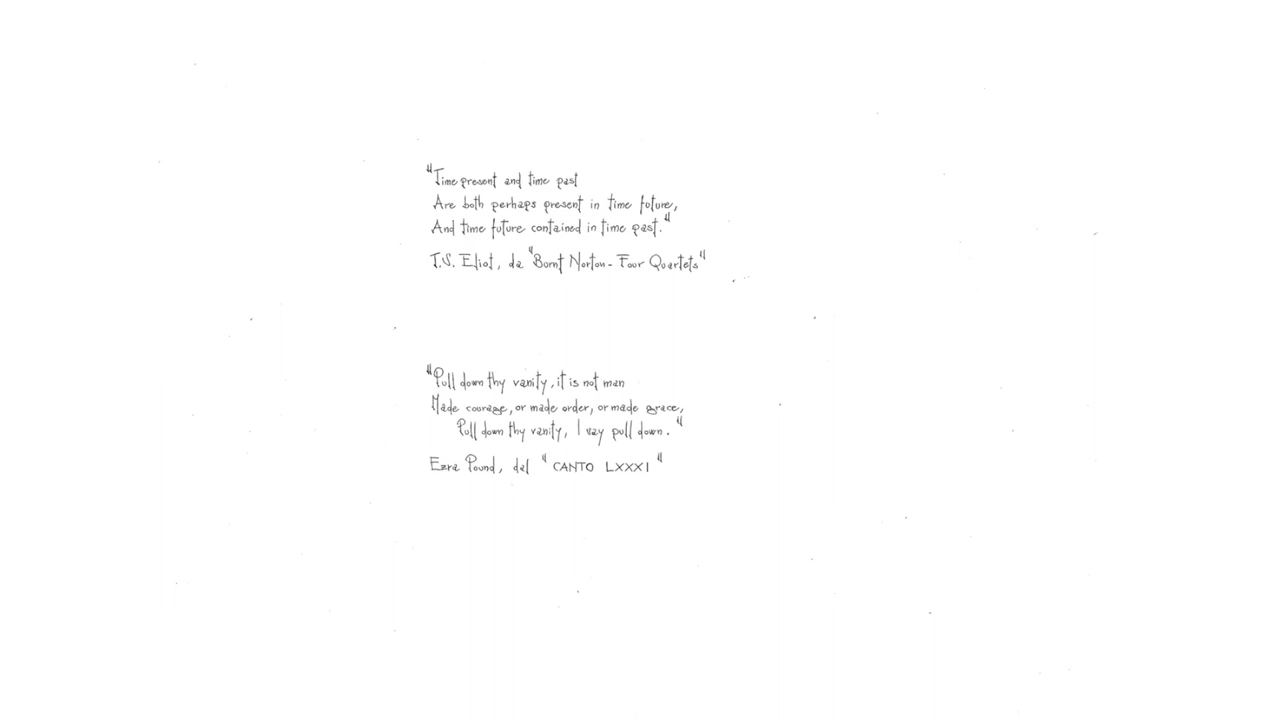 "Time present and time past
Are both perhaps present in time future,
And time future contained in time past."
T.S. Eliot, da "Burnt Norton - Four Quartets"
"Pull down thy vanity, it is not man
Made courage, or made order, or made grace,
Pull down thy vanity, I say pull down."
Ezra Pound, dal "CANTO LXXXI"